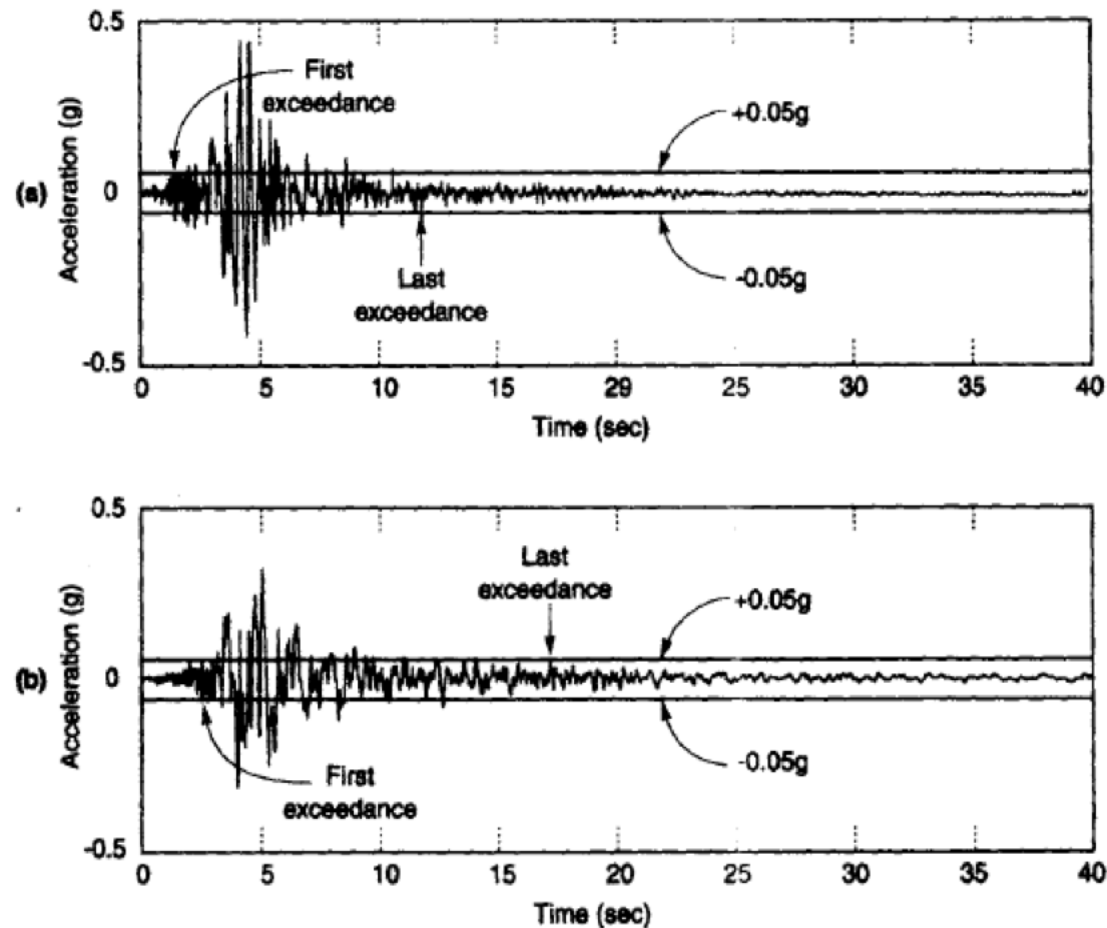 0.5
First
exceedance
+0.05g
(a)
Acceleration (g)
0
Last
exceedance
-0.05g
-0.5
0 5 10 15 29 25 30 35 40
Time (sec)
0.5
Last
exceedance
+0.05g
(b)
Acceleration (g)
0
First
exceedance
-0.05g
-0.5
0 5 10 15 20 25 30 35 40
Time (sec)